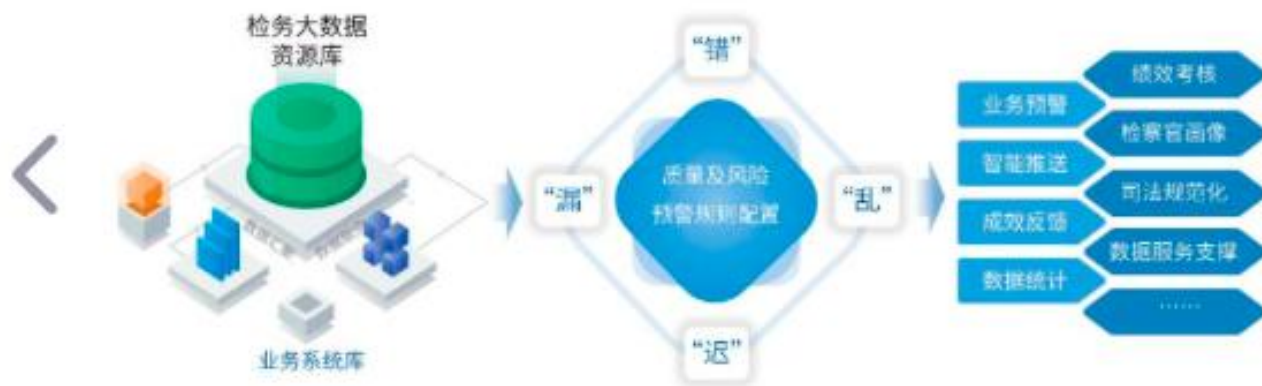 检务大数据
资源库
业务系统库
“错”
“漏”
质量及风险
预警规则配置
“乱”
“迟”
业务预警
智能推送
成效反馈
数据统计
绩效考核
检察官画像
司法规范化
数据服务支撑
……